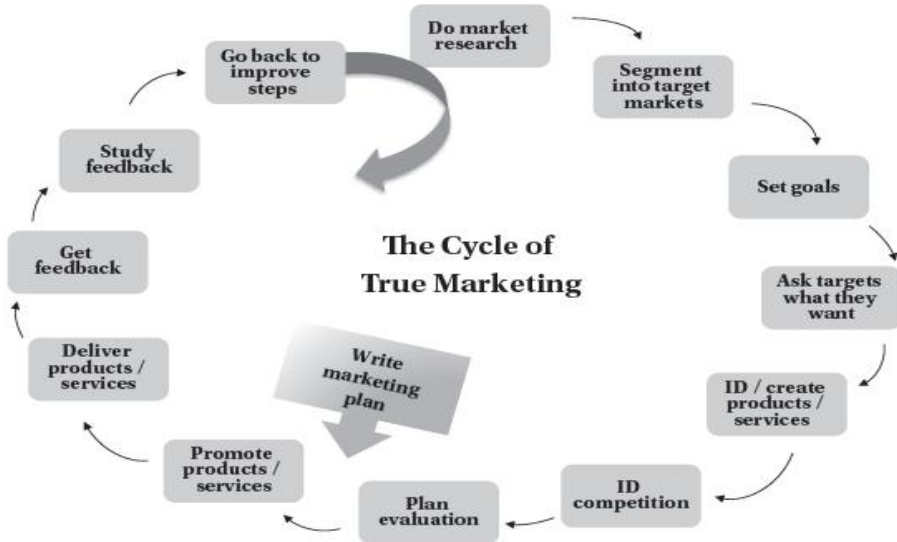 Do market
research
Segment
into target
markets
Set goals
Ask targets
what they
want
ID / create
products /
services
ID
competition
Plan
evaluation
Write
marketing
plan
Promote
products /
services
Deliver
products /
services
Get
feedback
Study
feedback
Go back to
improve
steps
The Cycle of
True Marketing